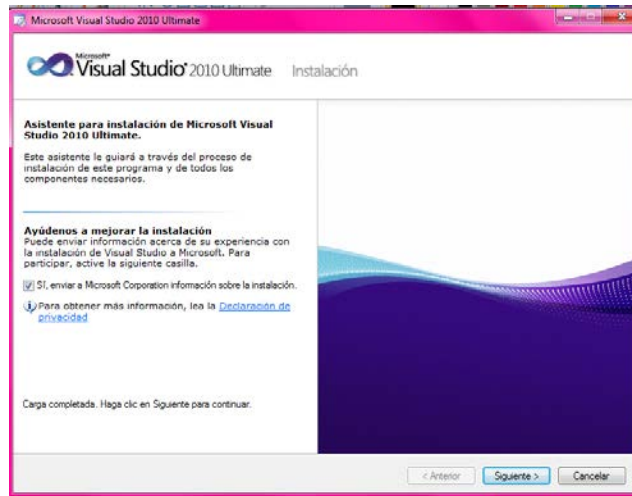 Microsoft Visual Studio 2010 Ultimate
Microsoft®
Visual Studio® 2010 Ultimate Instalación
Asistente para instalación de Microsoft Visual
Studio 2010 Ultimate.
Este asistente le guiará a través del proceso de
instalación de este programa y de todos los
componentes necesarios.
Ayúdenos a mejorar la instalación
Puede enviar información acerca de su experiencia con
la instalación de Visual Studio a Microsoft. Para
participar, active la siguiente casilla.
Sí, enviar a Microsoft Corporation información sobre la instalación.
Para obtener más información, lea la Declaración de
privacidad
Carga completada. Haga clic en Siguiente para continuar.
< Anterior Siguiente > Cancelar